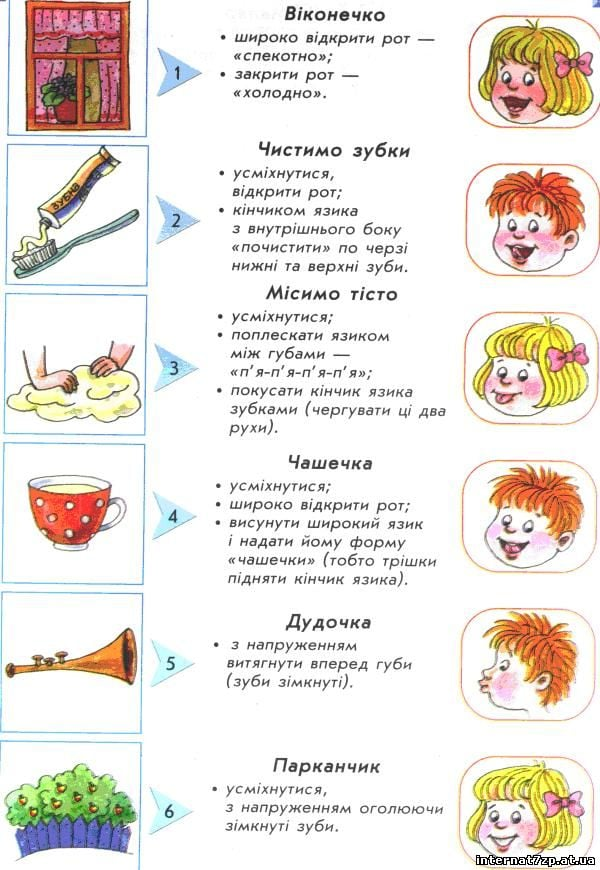 Віконечко
• широко відкрити рот —
«спекотно»;
• закрити рот —
«холодно».
1
Чистимо зубки
• усміхнутися,
відкрити рот;
• кінчиком язика
з внутрішнього боку
"почистити" по черзі
нижні та верхні зуби.
ЗУБНА
ПАСТА
2
Місимо тісто
• усміхнутися;
• поплескати язиком
між губами —
«п'я-п'я-п'я-п'я»;
• покусати кінчик язика
зубками (чергувати ці два
рухи).
3
Чашечка
• усміхнутися;
• широко відкрити рот;
• висунути широкий язик
і надати йому форму
«чашечки» (тобто трішки
підняти кінчик язика).
4
Дудочка
• з напруженням
витягнути вперед губи
(зуби зімкнуті).
5
Парканчик
• усміхнутися,
з напруженням оголюючи
зімкнуті зуби.
6
internat7zp.at.ua